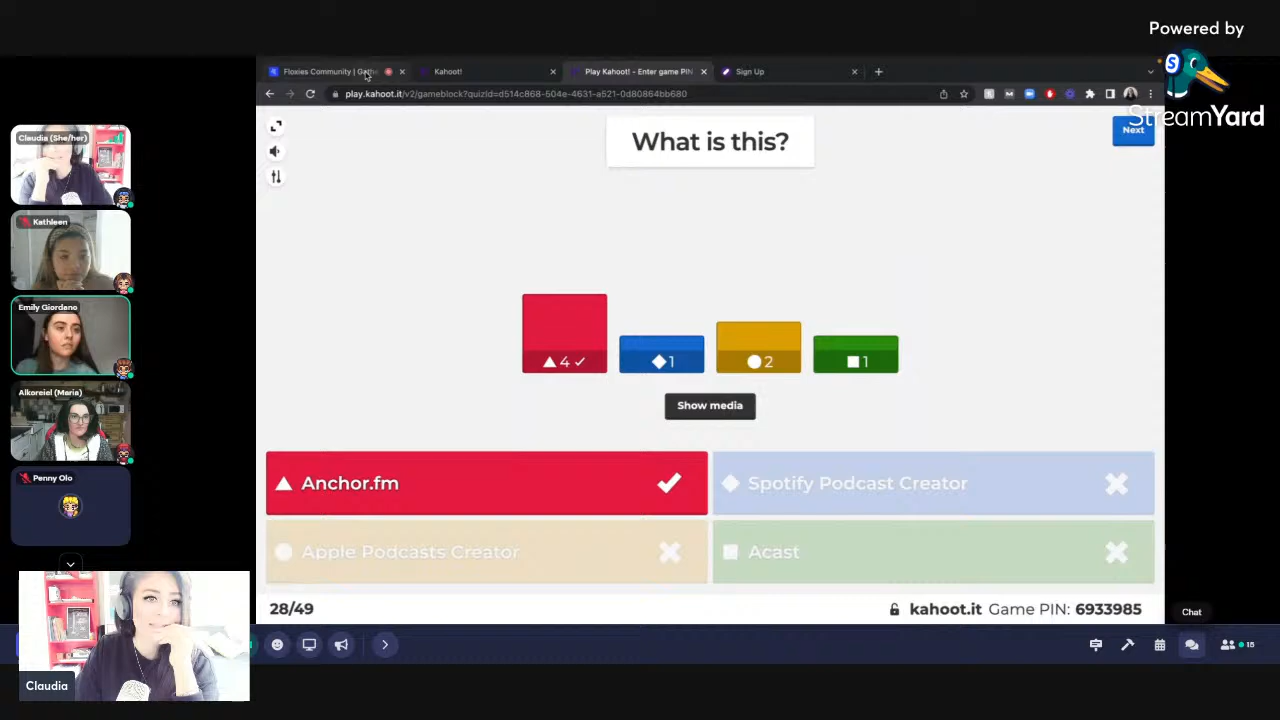 Powered by
StreamYard
Floxies Community | Gathe
Kahoot!
Play Kahoot! - Enter game PIN
Sign Up
play.kahoot.it/v2/gameblock?quizId=d514c868-504e-4631-a521-0d80864bb680
What is this?
Next
Claudia (She/her)
Kathleen
Emily Giordano
Alkoreiel (Maria)
Penny Olo
4
1
2
1
Show media
Anchor.fm
Spotify Podcast Creator
Apple Podcasts Creator
Acast
28/49
kahoot.it Game PIN: 6933985
Chat
15
Claudia